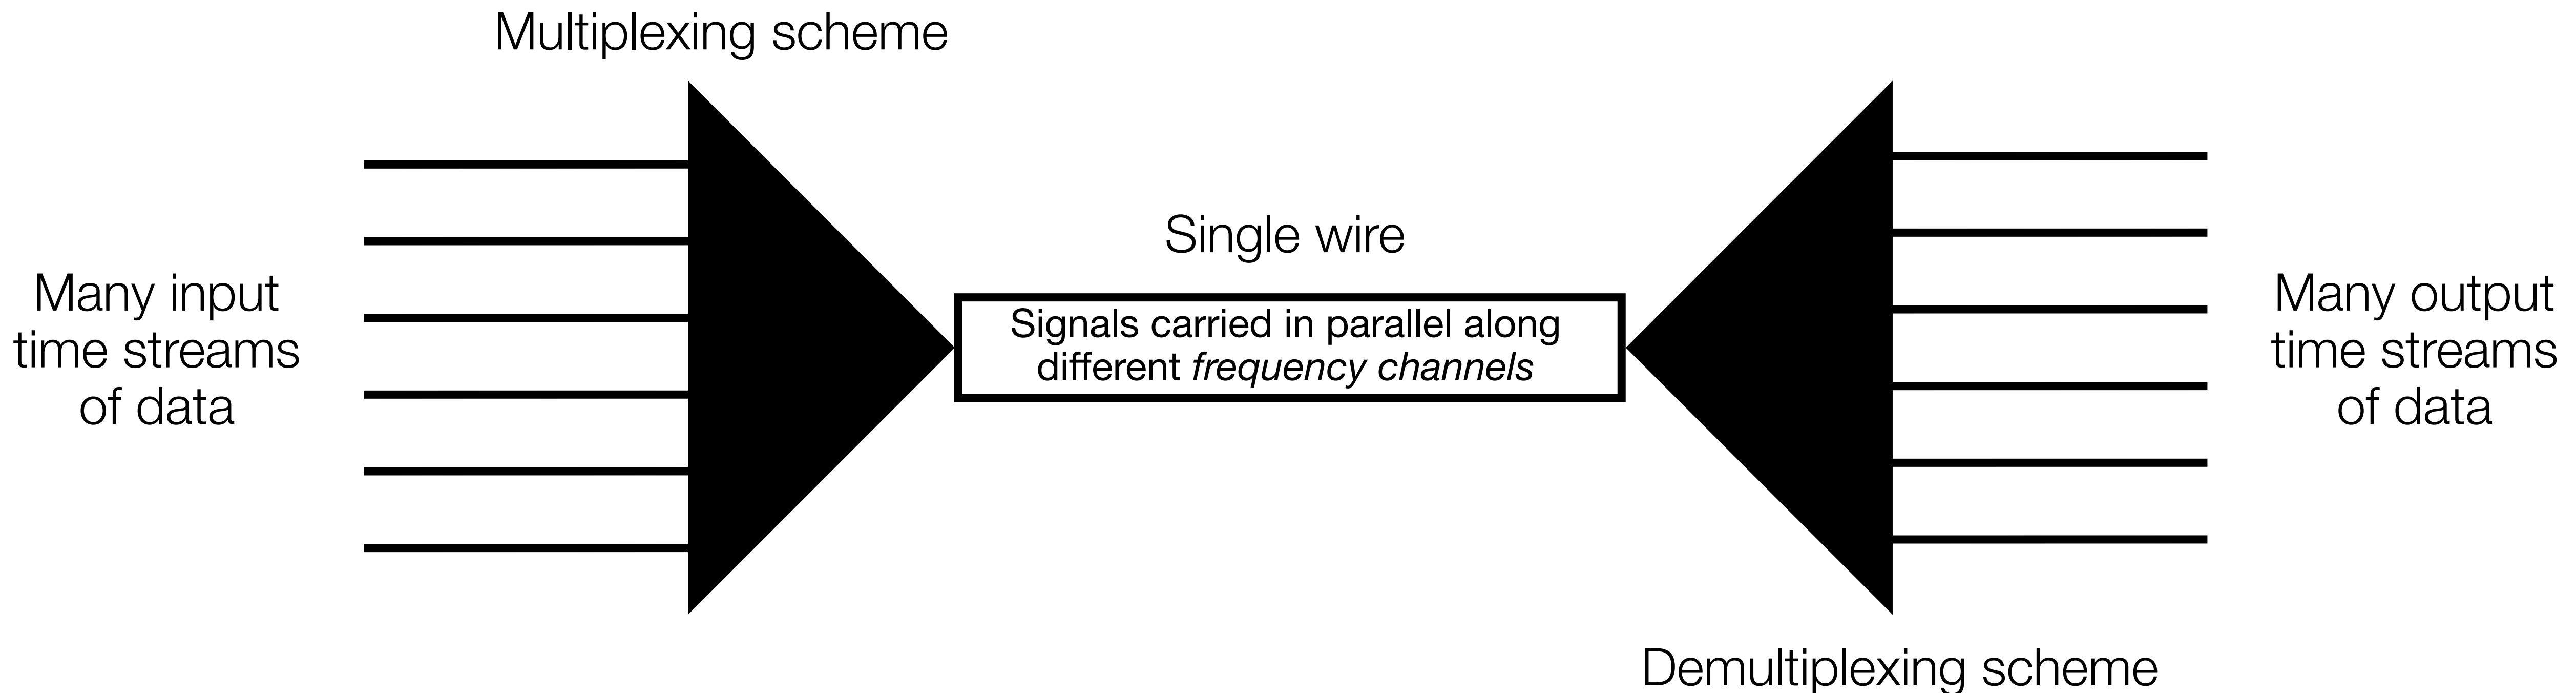 Multiplexing scheme
Many input
time streams
of data
Single wire
Signals carried in parallel along
different frequency channels
Many output
time streams
of data
Demultiplexing scheme